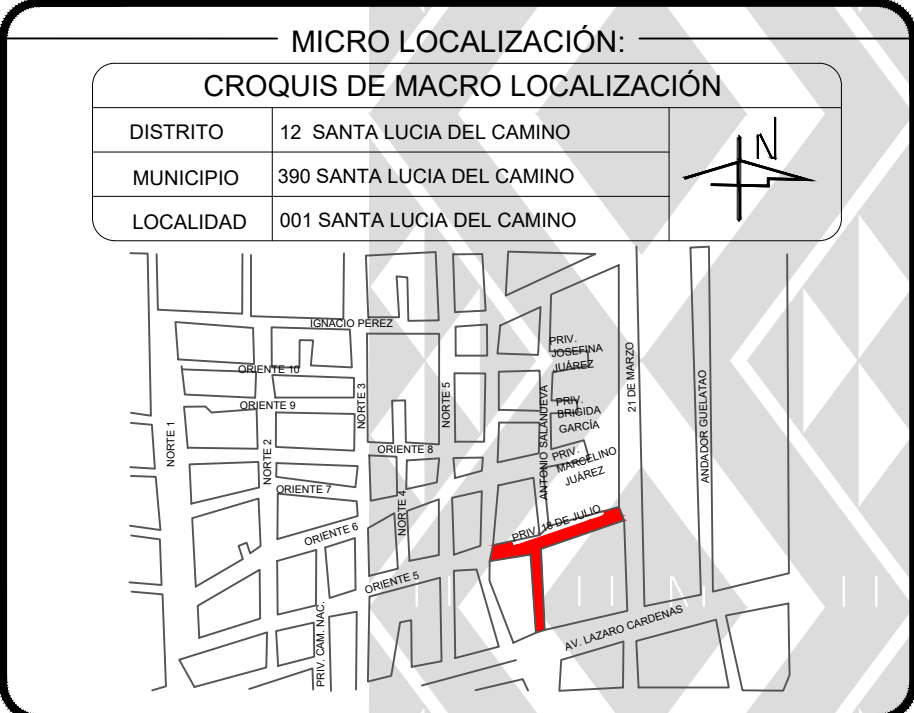 MICRO LOCALIZACIÓN:
CROQUIS DE MACRO LOCALIZACIÓN
DISTRITO 12 SANTA LUCIA DEL CAMINO
MUNICIPIO 390 SANTA LUCIA DEL CAMINO
LOCALIDAD 001 SANTA LUCIA DEL CAMINO
N
IGNACIO PEREZ
ORIENTE 10
ORIENTE 9
NORTE 1
NORTE 2
NORTE 3
NORTE 5
ORIENTE 8
ORIENTE 7
NORTE 4
ORIENTE 6
ORIENTE 5
PRIV. CAM. NAC.
PRIV.
JOSEFINA
JUÁREZ
ANTONIO SALANUEVA
PRIV.
BRIGIDA
GARCÍA
PRIV.
MARCELINO
JUÁREZ
21 DE MARZO
ANDADOR GUELATAO
PRIV. 18 DE JULIO
AV. LAZARO CARDENAS